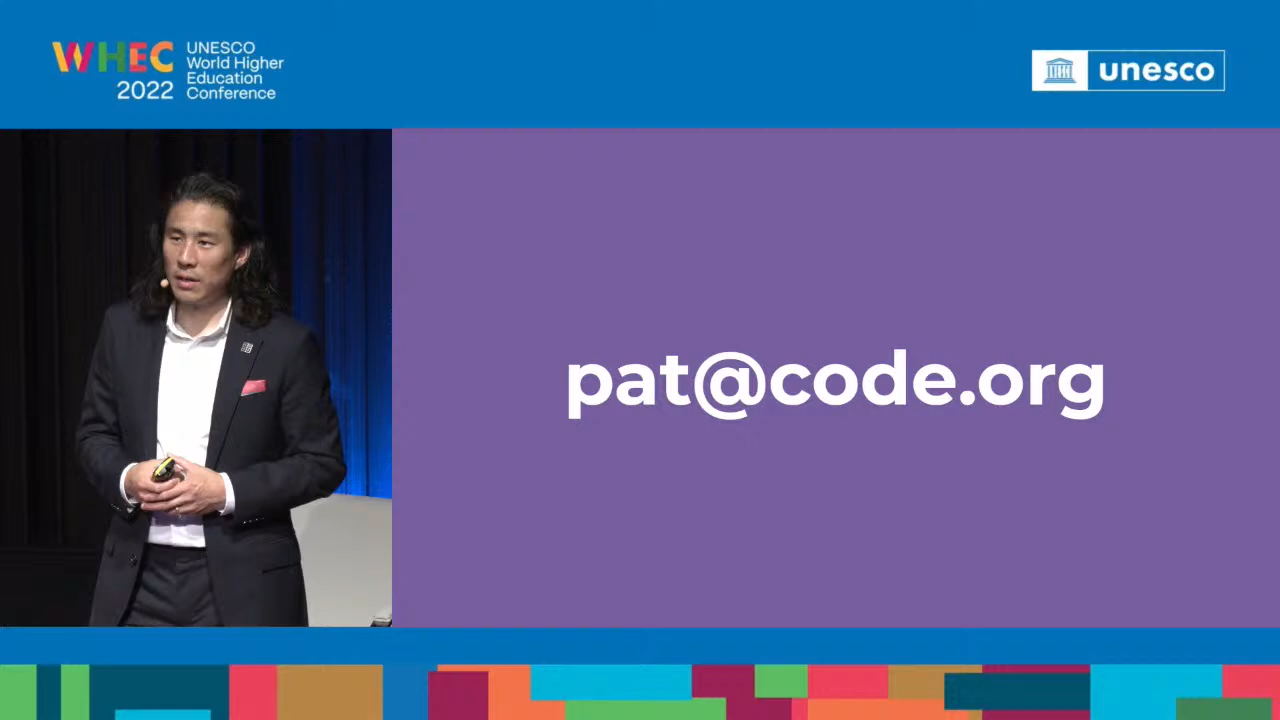 WHEC
2022
UNESCO
World Higher
Education
Conference
unesco
pat@code.org